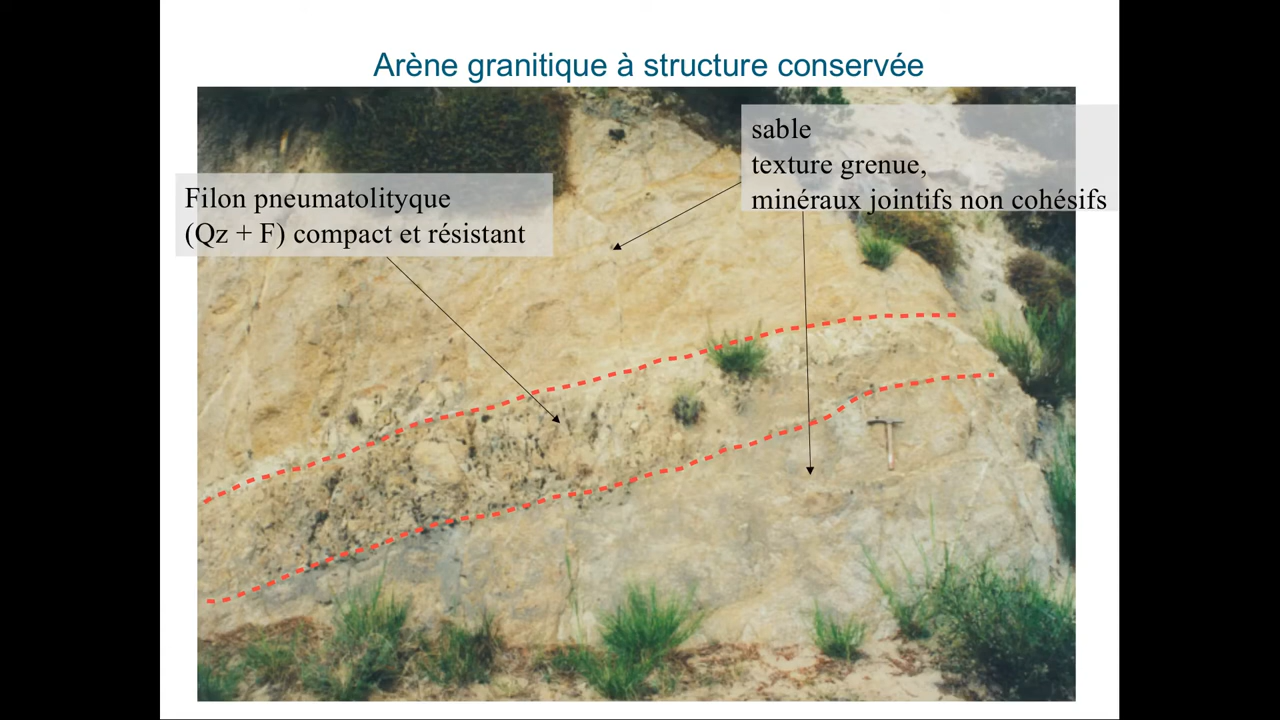 Arène granitique à structure conservée
sable
texture grenue,
minéraux jointifs non cohésifs
Filon pneumatolityque
(Qz + F) compact et résistant